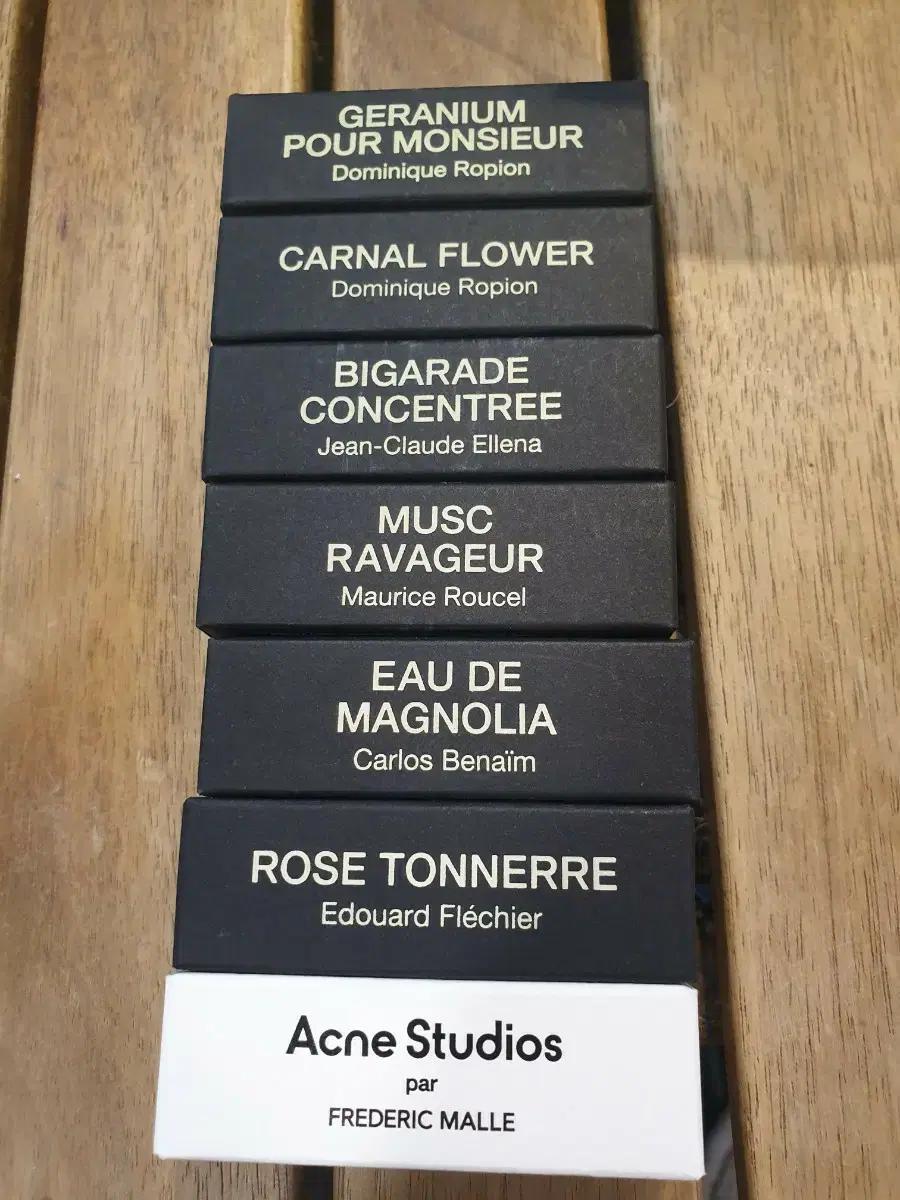 GERANIUM
POUR MONSIEUR
Dominique Ropion
CARNAL FLOWER
Dominique Ropion
BIGARADE
CONCENTREE
Jean-Claude Ellena
MUSC
RAVAGEUR
Maurice Roucel
EAU DE
MAGNOLIA
Carlos Benaïm
ROSE TONNERRE
Edouard Fléchier
Acne Studios
par
FREDERIC MALLE